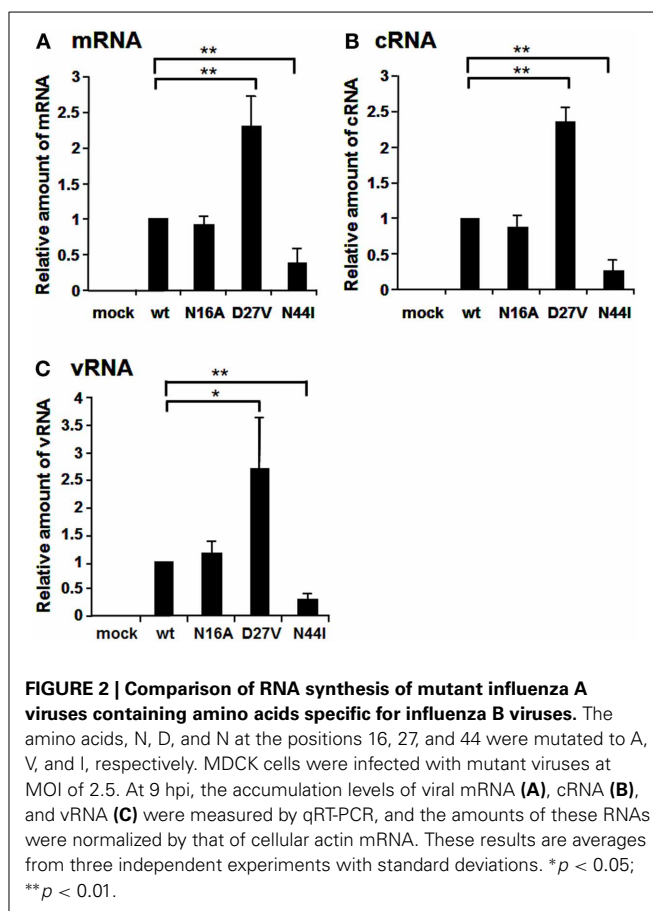 A mRNA
**
**
Relative amount of mRNA
3
2.5
2
1.5
1
0.5
0
mock wt N16A D27V N44I
B cRNA
**
**
Relative amount of cRNA
3
2.5
2
1.5
1
0.5
0
mock wt N16A D27V N44I
C vRNA
**
*
Relative amount of vRNA
4
3.5
3
2.5
2
1.5
1
0.5
0
mock wt N16A D27V N44I
FIGURE 2 | Comparison of RNA synthesis of mutant influenza A
viruses containing amino acids specific for influenza B viruses. The
amino acids, N, D, and N at the positions 16, 27, and 44 were mutated to A,
V, and I, respectively. MDCK cells were infected with mutant viruses at
MOI of 2.5. At 9 hpi, the accumulation levels of viral mRNA (A), cRNA (B),
and vRNA (C) were measured by qRT-PCR, and the amounts of these RNAs
were normalized by that of cellular actin mRNA. These results are averages
from three independent experiments with standard deviations. *p < 0.05;
**p < 0.01.